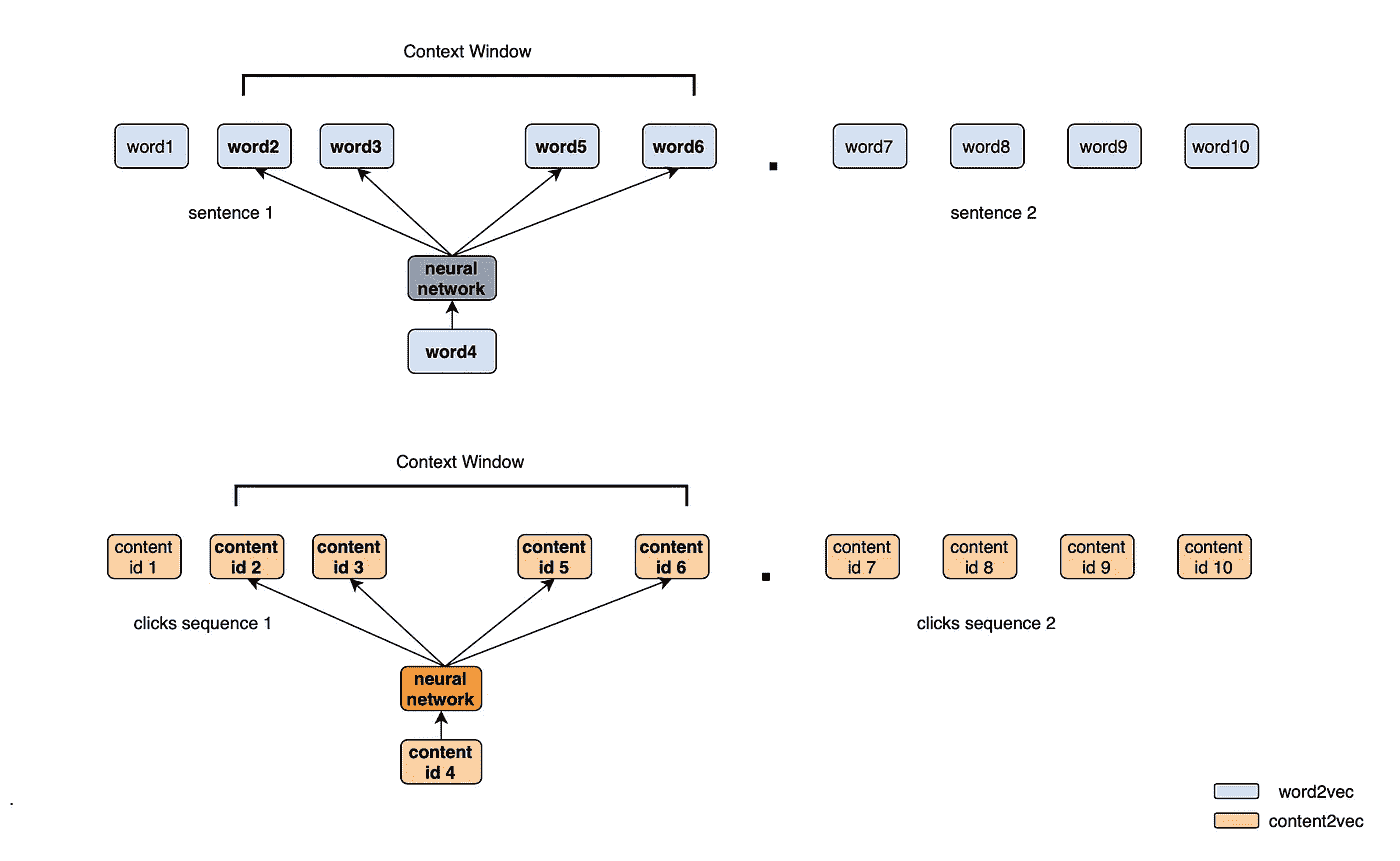 Context Window
word1 word2 word3 word5 word6 . word7 word8 word9 word10
sentence 1 sentence 2
neural
network
word4
Context Window
content content content content content content content content content
id 1 id 2 id 3 id 5 id 6 . id 7 id 8 id 9 id 10
clicks sequence 1 clicks sequence 2
neural
network
content
id 4
word2vec
.
content2vec